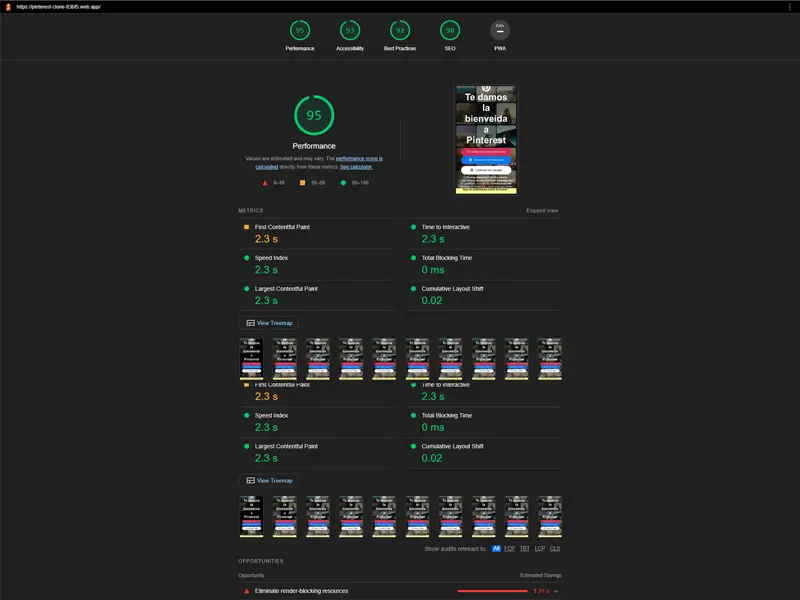 https://pinterest-clone-83bf5.web.app/
95
93
92
98
Performance
Accessibility
Best Practices
SEO
PWA
95
Performance
Values are estimated and may vary. The performance score is
calculated directly from these metrics. See calculator.
0–49
50–89
90–100
Te damos
la
bienveida
a
Pinterest
METRICS
Expand view
First Contentful Paint
2.3 s
Time to Interactive
2.3 s
Speed Index
2.3 s
Total Blocking Time
0 ms
Largest Contentful Paint
2.3 s
Cumulative Layout Shift
0.02
View Treemap
First Contentful Paint
2.3 s
Time to Interactive
2.3 s
Speed Index
2.3 s
Total Blocking Time
0 ms
Largest Contentful Paint
2.3 s
Cumulative Layout Shift
0.02
View Treemap
Show audits relevant to: All FCP TBT LCP CLS
OPPORTUNITIES
Opportunity
Estimated Savings
Eliminate render-blocking resources
1.31 s